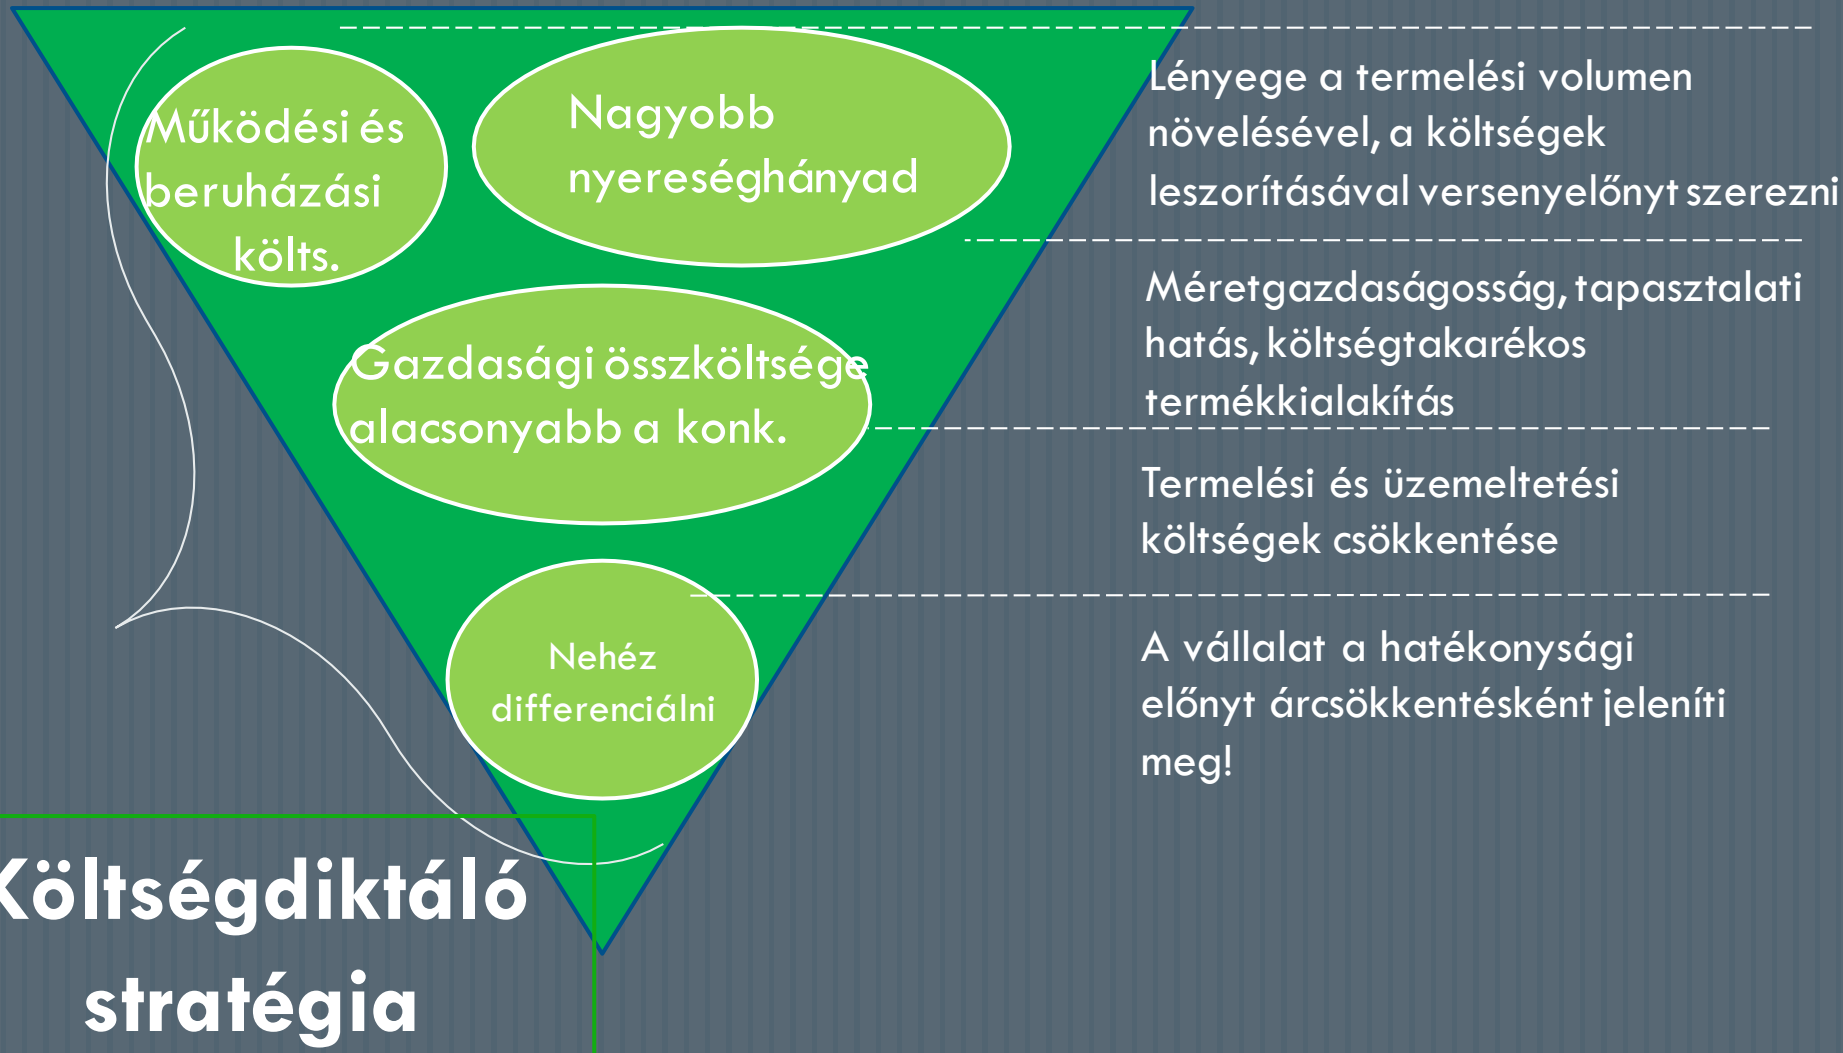 Működési és
beruházási
költs.
Nagyobb
nyereséghányad
Gazdasági összköltsége
alacsonyabb a konk.
Nehéz
differenciálni
Lényege a termelési volumen
növelésével, a költségek
leszorításával versenyelőnyt szerezni
Méretgazdaságosság, tapasztalati
hatás, költségtakarékos
termékkialakítás
Termelési és üzemeltetési
költségek csökkentése
A vállalat a hatékonysági
előnyt árcsökkentésként jeleníti
meg!
Költségdiktáló
stratégia